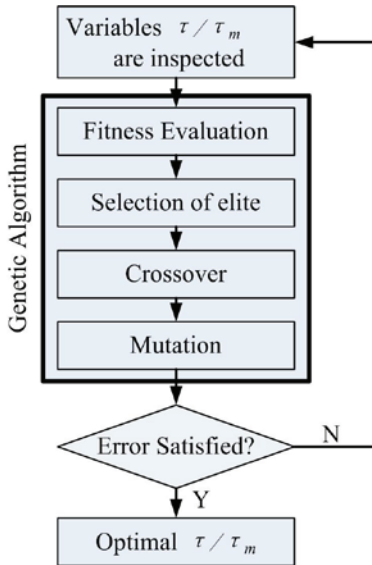 Variables τ/τm
are inspected
Genetic Algorithm
Fitness Evaluation
Selection of elite
Crossover
Mutation
Error Satisfied?
N
Y
Optimal τ/τm